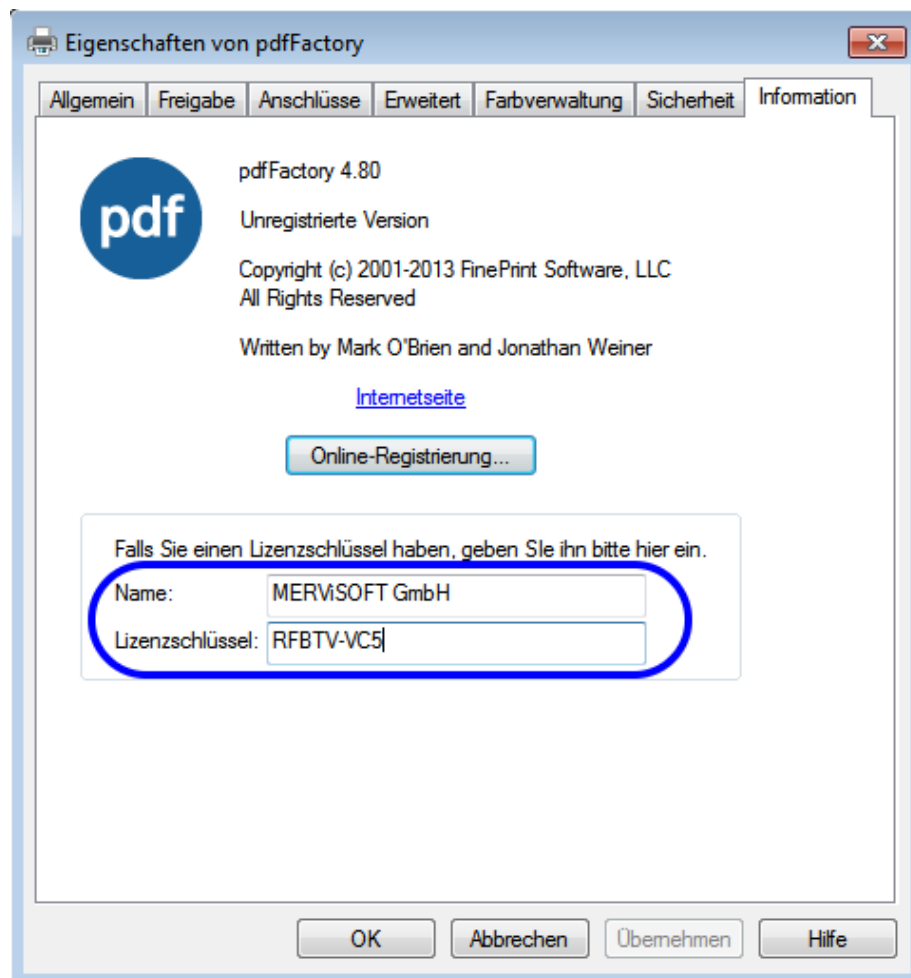 Eigenschaften von pdfFactory
Allgemein Freigabe Anschlüsse Erweitert Farbverwaltung Sicherheit Information
pdf
pdfFactory 4.80
Unregistrierte Version
Copyright (c) 2001-2013 FinePrint Software, LLC
All Rights Reserved
Written by Mark O'Brien and Jonathan Weiner
Internetseite
Online-Registrierung...
Falls Sie einen Lizenzschlüssel haben, geben SIe ihn bitte hier ein.
Name: MERViSOFT GmbH
Lizenzschlüssel: RFBTV-VC5
OK Abbrechen Übernehmen Hilfe